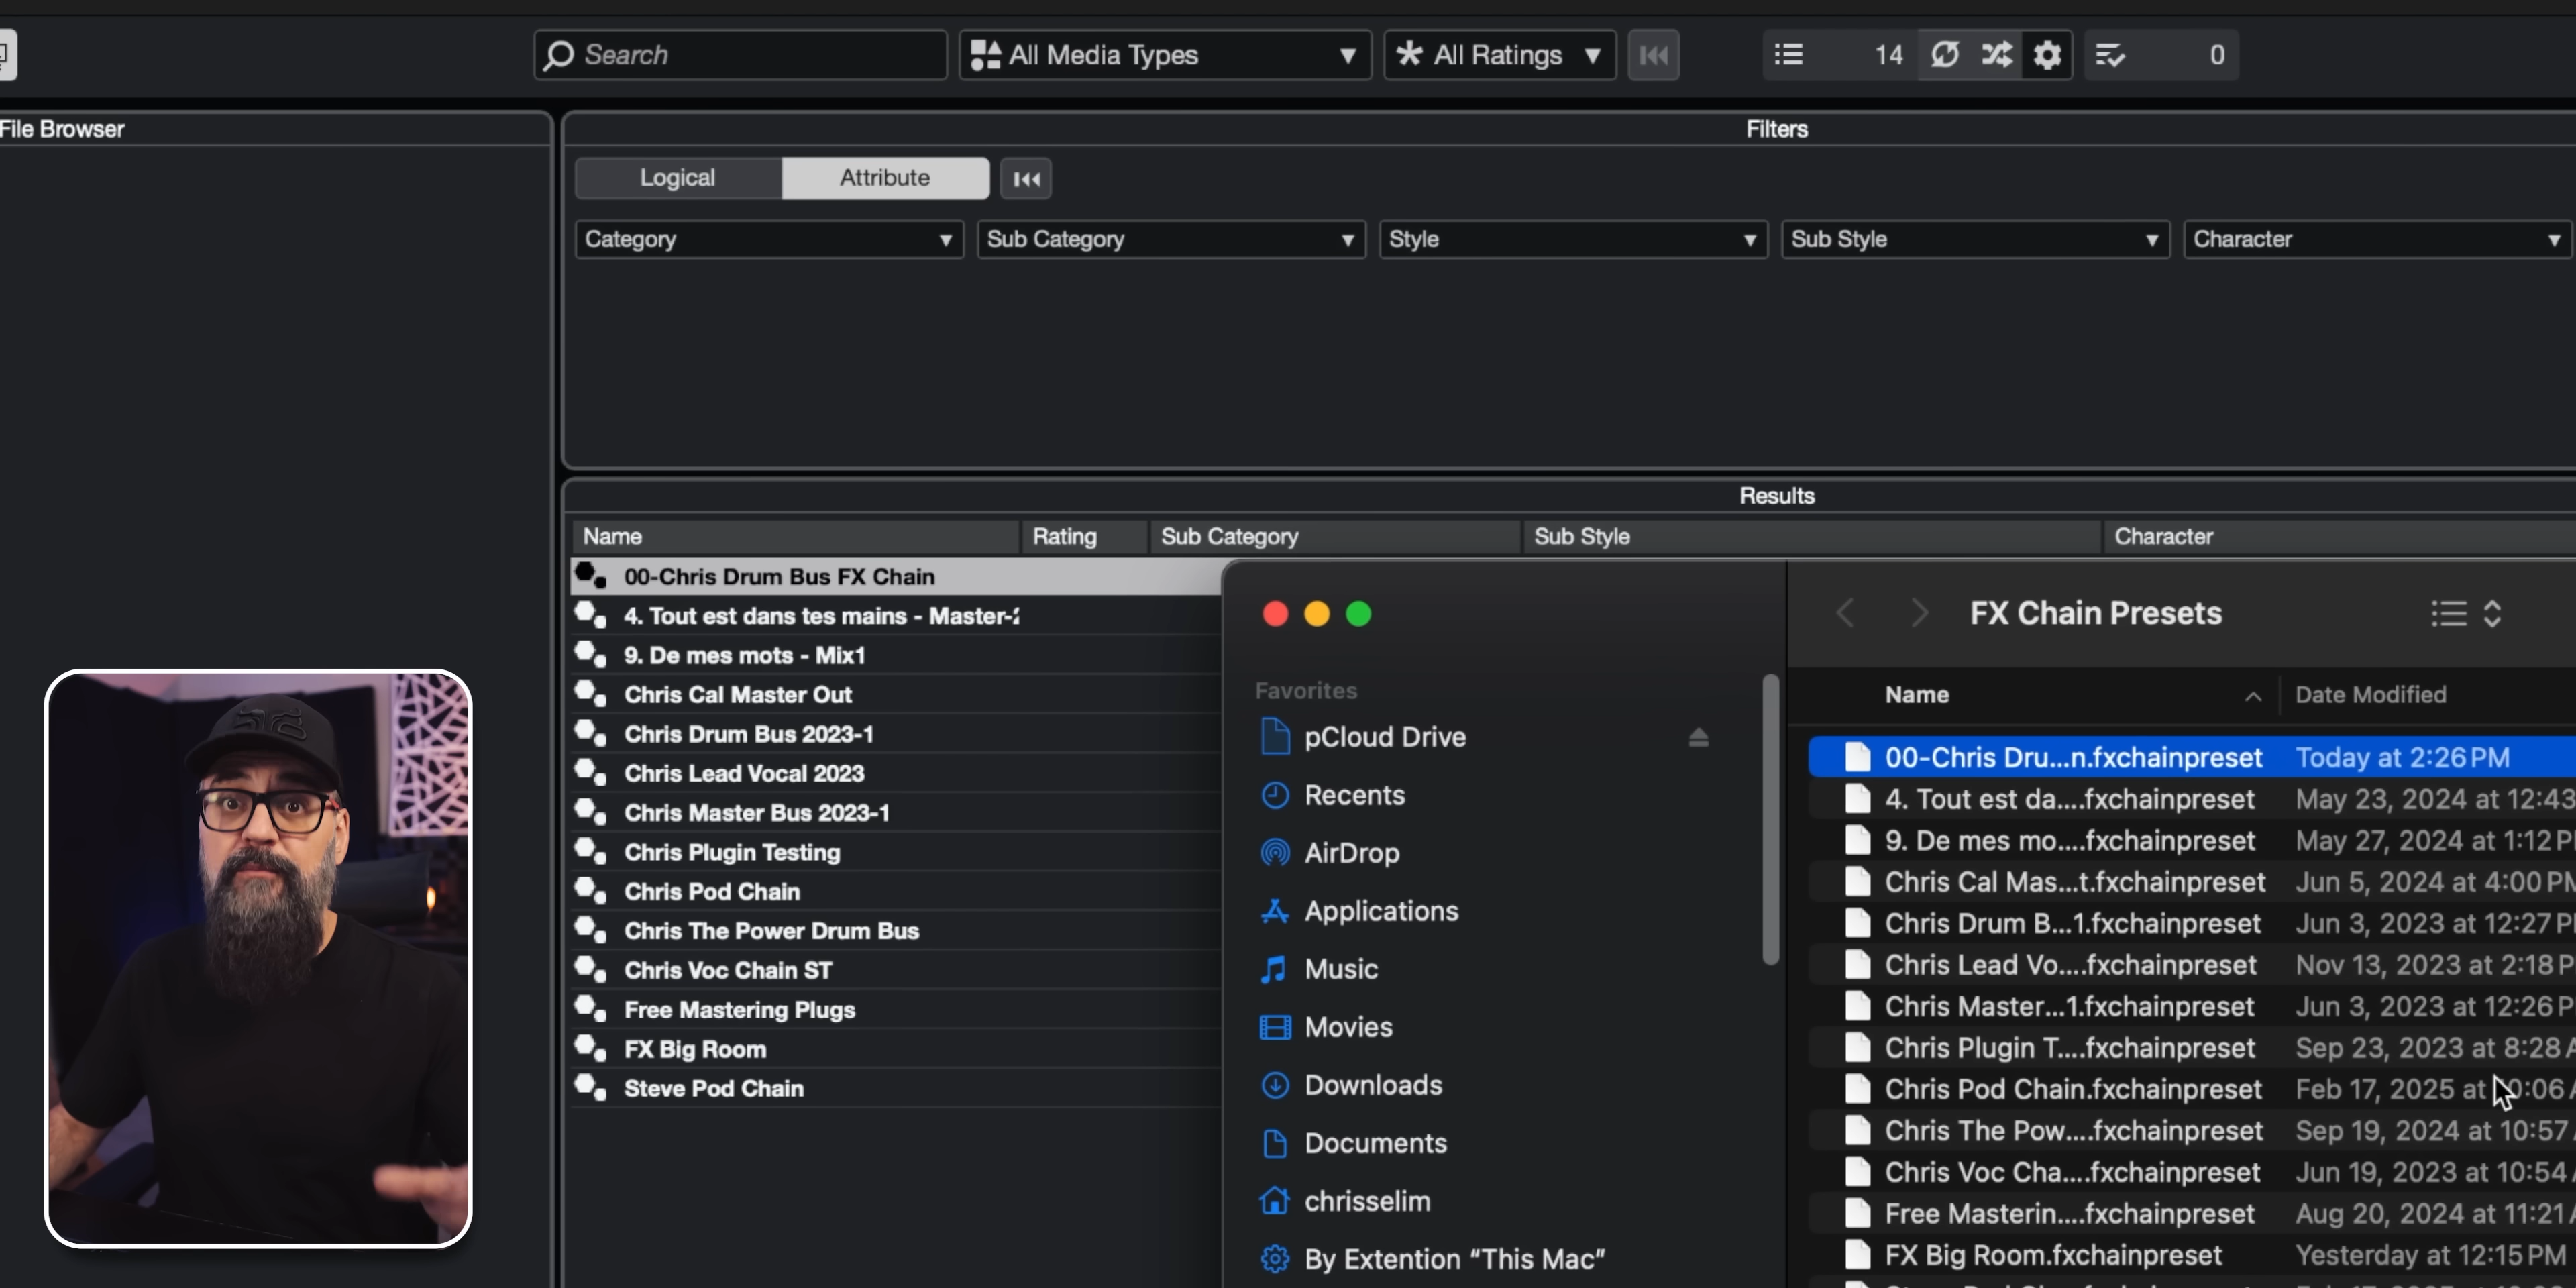 Search
All Media Types
All Ratings
14
0
File Browser
Filters
Logical
Attribute
Category
Sub Category
Style
Sub Style
Character
Results
Name
Rating
Sub Category
Sub Style
Character
00-Chris Drum Bus FX Chain
4. Tout est dans tes mains - Master-2
9. De mes mots - Mix1
Chris Cal Master Out
Chris Drum Bus 2023-1
Chris Lead Vocal 2023
Chris Master Bus 2023-1
Chris Plugin Testing
Chris Pod Chain
Chris The Power Drum Bus
Chris Voc Chain ST
Free Mastering Plugs
FX Big Room
Steve Pod Chain
Favorites
pCloud Drive
Recents
AirDrop
Applications
Music
Movies
Downloads
Documents
chrisselim
By Extention “This Mac”
FX Chain Presets
Name
Date Modified
00-Chris Dru...n.fxchainpreset Today at 2:26 PM
4. Tout est da....fxchainpreset May 23, 2024 at 12:43
9. De mes mo....fxchainpreset May 27, 2024 at 1:12 P
Chris Cal Mas...t.fxchainpreset Jun 5, 2024 at 4:00 PM
Chris Drum B...1.fxchainpreset Jun 3, 2023 at 12:27 P
Chris Lead Vo....fxchainpreset Nov 13, 2023 at 2:18 P
Chris Master...1.fxchainpreset Jun 3, 2023 at 12:26 P
Chris Plugin T....fxchainpreset Sep 23, 2023 at 8:28 A
Chris Pod Chain.fxchainpreset Feb 17, 2025 at 0:06 A
Chris The Pow....fxchainpreset Sep 19, 2024 at 10:57
Chris Voc Cha....fxchainpreset Jun 19, 2023 at 10:54
Free Masterin....fxchainpreset Aug 20, 2024 at 11:21
FX Big Room.fxchainpreset Yesterday at 12:15 PM